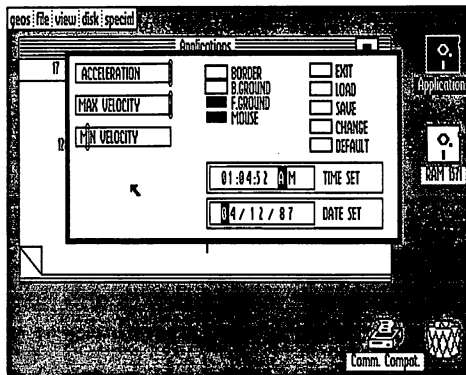 geos file view disk special
Applications
17
12
ACCELERATION
MAX VELOCITY
MIN VELOCITY
BORDER
B.GROUND
F.GROUND
MOUSE
EXIT
LOAD
SAVE
CHANGE
DEFAULT
01:04:52 AM TIME SET
04/12/87 DATE SET
Application
RAM 1571
Comm. Compat.